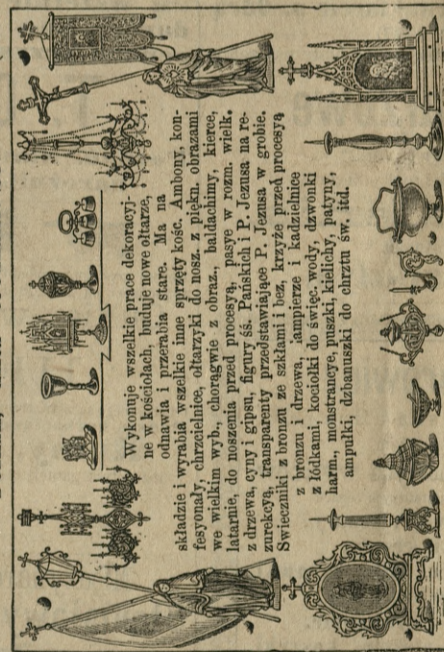 Wykonuje wszelkie prace dekoracyj-
ne w kościołach, buduje nowe ołtarze,
odnawia i przerabia stare. Ma na
składzie i wyrabia wszelkie inne sprzęty kośc. Ambony, kon-
fesyonały, chrzcielnice, ołtarzyki do nosz. z piękn. obrazami
we wielkim wyb., chorągwie z obraz., baldachimy, kierce,
latarnie, do noszenia przed procesyą, pasye w rozm. wielk.
z drzewa, cyny i gipsu, figury śś. Pańskich i P. Jezusa na re-
zurekcyą, transparenty przedstawiające P. Jezusa w grobie.
Świeczniki z bronzu ze szkłami i bez, krzyże przed procesyą
z bronzu i drzewa, lampierze i kadzielnice
z łódkami, kociołki do święc. wody, dzwonki
harm., monstrancye, puszki, kielichy, patyny,
ampułki, dzbanuszki do chrztu św. itd.